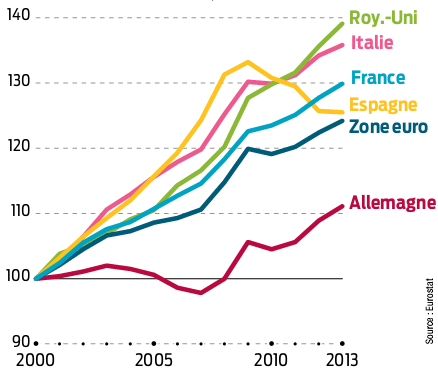 140
Roy.-Uni
Italie
130
France
Espagne
120
Zone euro
110
Allemagne
100
90
2000
2005
2010
2013
Source : Eurostat